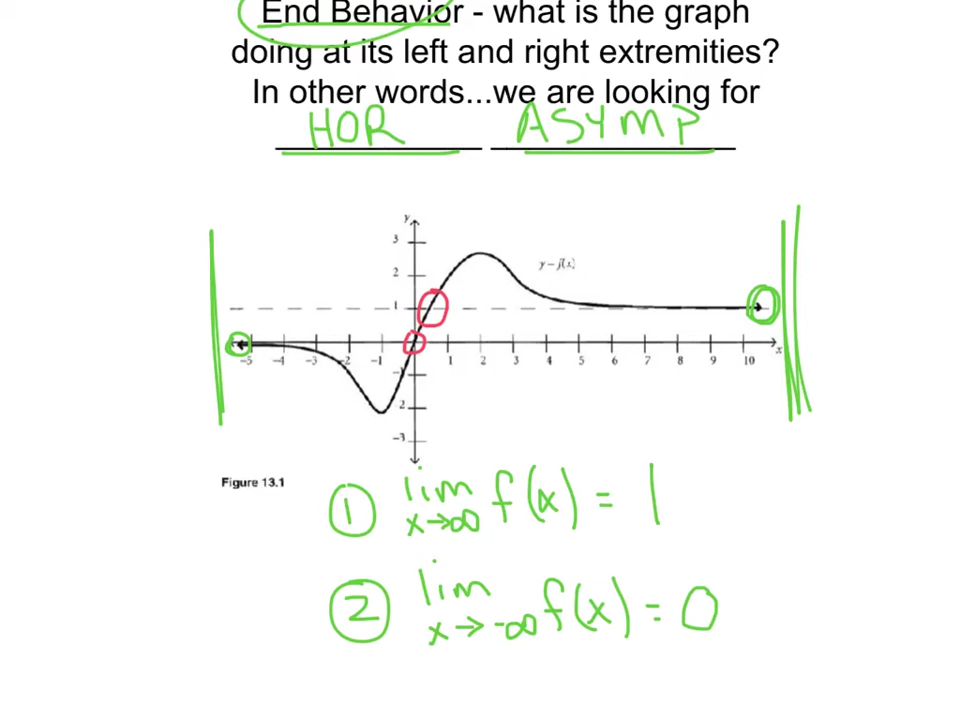 End Behavior - what is the graph
doing at its left and right extremities?
In other words...we are looking for
HOR ASYMP
y
3
2
1
y=f(x)
-5 -4 -3 -2 -1 1 2 3 4 5 6 7 8 9 10 x
-1
2
-3
Figure 13.1
① lim f(x) = 1
x→∞
② lim f(x) = 0
x→-∞